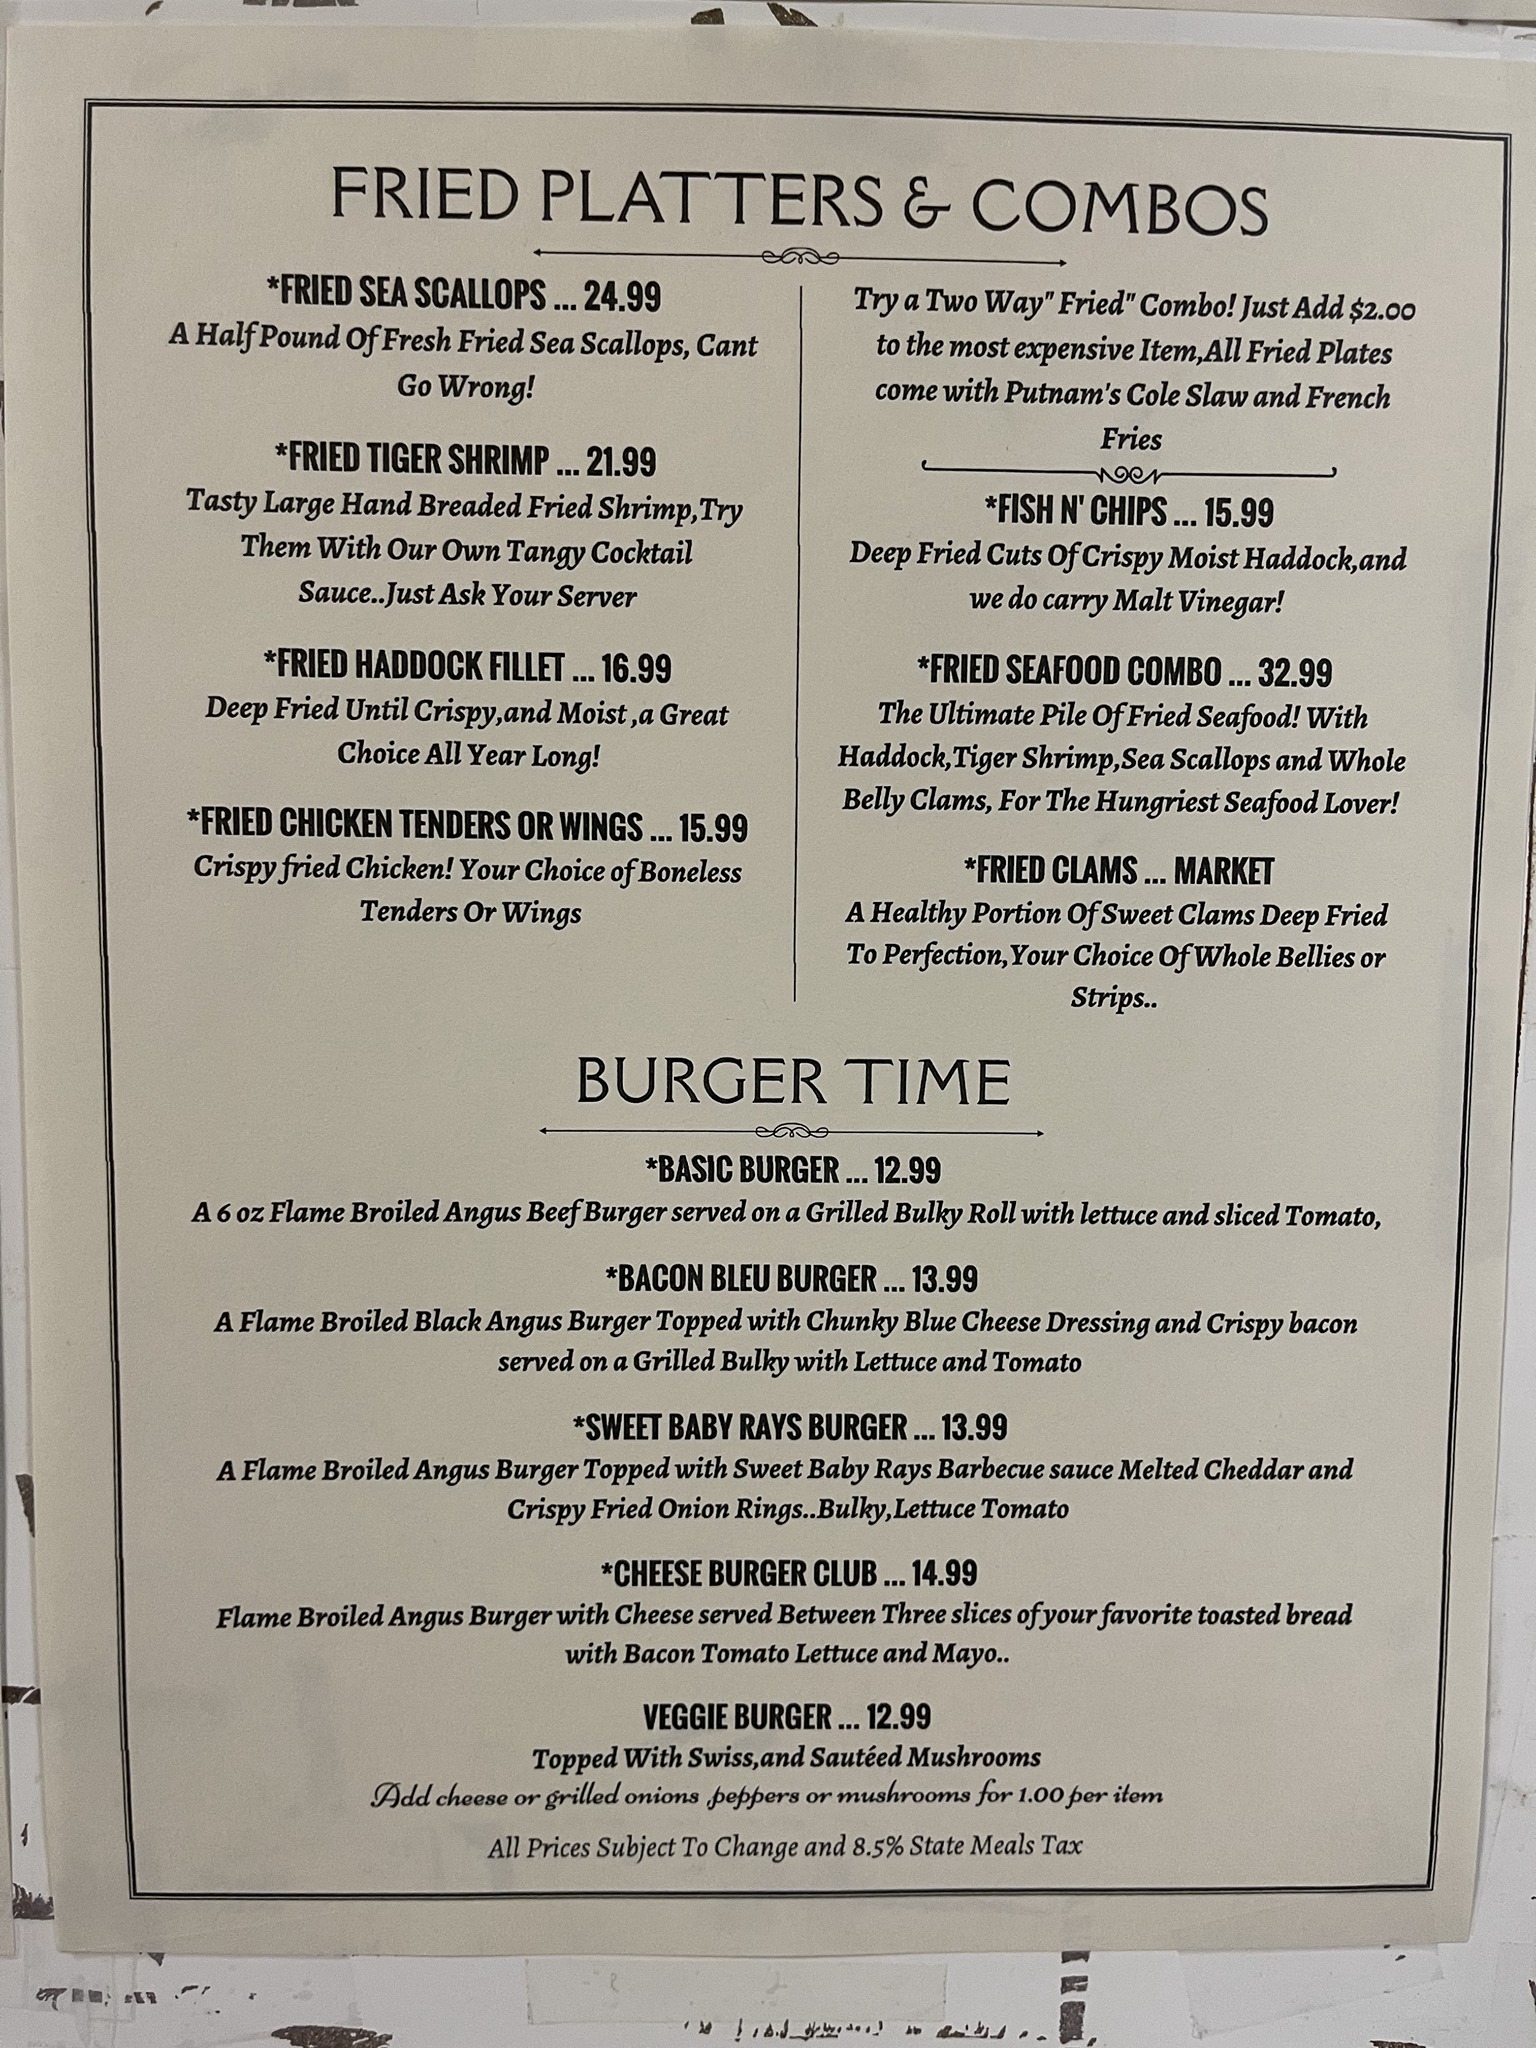 FRIED PLATTERS & COMBOS
*FRIED SEA SCALLOPS ... 24.99
A Half Pound Of Fresh Fried Sea Scallops, Cant
Go Wrong!
*FRIED TIGER SHRIMP ... 21.99
Tasty Large Hand Breaded Fried Shrimp,Try
Them With Our Own Tangy Cocktail
Sauce..Just Ask Your Server
*FRIED HADDOCK FILLET ... 16.99
Deep Fried Until Crispy,and Moist ,a Great
Choice All Year Long!
*FRIED CHICKEN TENDERS OR WINGS ... 15.99
Crispy fried Chicken! Your Choice of Boneless
Tenders Or Wings
Try a Two Way" Fried" Combo! Just Add $2.00
to the most expensive Item,All Fried Plates
come with Putnam's Cole Slaw and French
Fries
*FISH N' CHIPS ... 15.99
Deep Fried Cuts Of Crispy Moist Haddock,and
we do carry Malt Vinegar!
*FRIED SEAFOOD COMBO ... 32.99
The Ultimate Pile Of Fried Seafood! With
Haddock,Tiger Shrimp,Sea Scallops and Whole
Belly Clams, For The Hungriest Seafood Lover!
*FRIED CLAMS ... MARKET
A Healthy Portion Of Sweet Clams Deep Fried
To Perfection,Your Choice Of Whole Bellies or
Strips..
BURGER TIME
*BASIC BURGER ... 12.99
A 6 oz Flame Broiled Angus Beef Burger served on a Grilled Bulky Roll with lettuce and sliced Tomato,
*BACON BLEU BURGER ... 13.99
A Flame Broiled Black Angus Burger Topped with Chunky Blue Cheese Dressing and Crispy bacon
served on a Grilled Bulky with Lettuce and Tomato
*SWEET BABY RAYS BURGER ... 13.99
A Flame Broiled Angus Burger Topped with Sweet Baby Rays Barbecue sauce Melted Cheddar and
Crispy Fried Onion Rings..Bulky,Lettuce Tomato
*CHEESE BURGER CLUB ... 14.99
Flame Broiled Angus Burger with Cheese served Between Three slices of your favorite toasted bread
with Bacon Tomato Lettuce and Mayo..
VEGGIE BURGER ... 12.99
Topped With Swiss,and Sautéed Mushrooms
Add cheese or grilled onions ,peppers or mushrooms for 1.00 per item
All Prices Subject To Change and 8.5% State Meals Tax